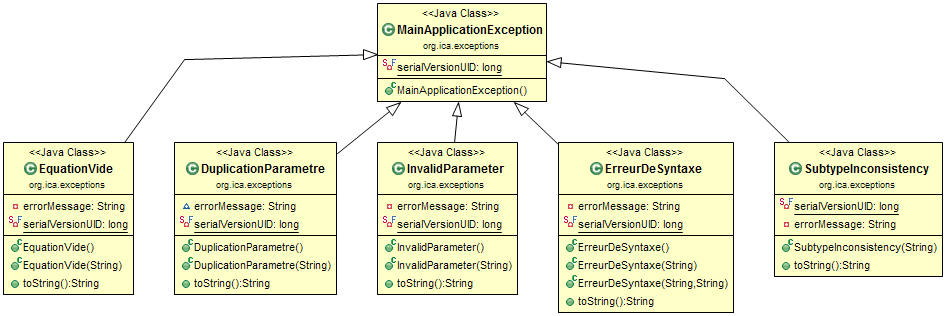 <<Java Class>>
MainApplicationException
org.ica.exceptions
serialVersionUID: long
MainApplicationException()
<<Java Class>>
EquationVide
org.ica.exceptions
errorMessage: String
serialVersionUID: long
EquationVide()
EquationVide(String)
toString():String
<<Java Class>>
DuplicationParametre
org.ica.exceptions
errorMessage: String
serialVersionUID: long
DuplicationParametre()
DuplicationParametre(String)
toString():String
<<Java Class>>
InvalidParameter
org.ica.exceptions
errorMessage: String
serialVersionUID: long
InvalidParameter()
InvalidParameter(String)
toString():String
<<Java Class>>
ErreurDeSyntaxe
org.ica.exceptions
errorMessage: String
serialVersionUID: long
ErreurDeSyntaxe()
ErreurDeSyntaxe(String)
ErreurDeSyntaxe(String,String)
toString():String
<<Java Class>>
SubtypeInconsistency
org.ica.exceptions
serialVersionUID: long
errorMessage: String
SubtypeInconsistency(String)
toString():String